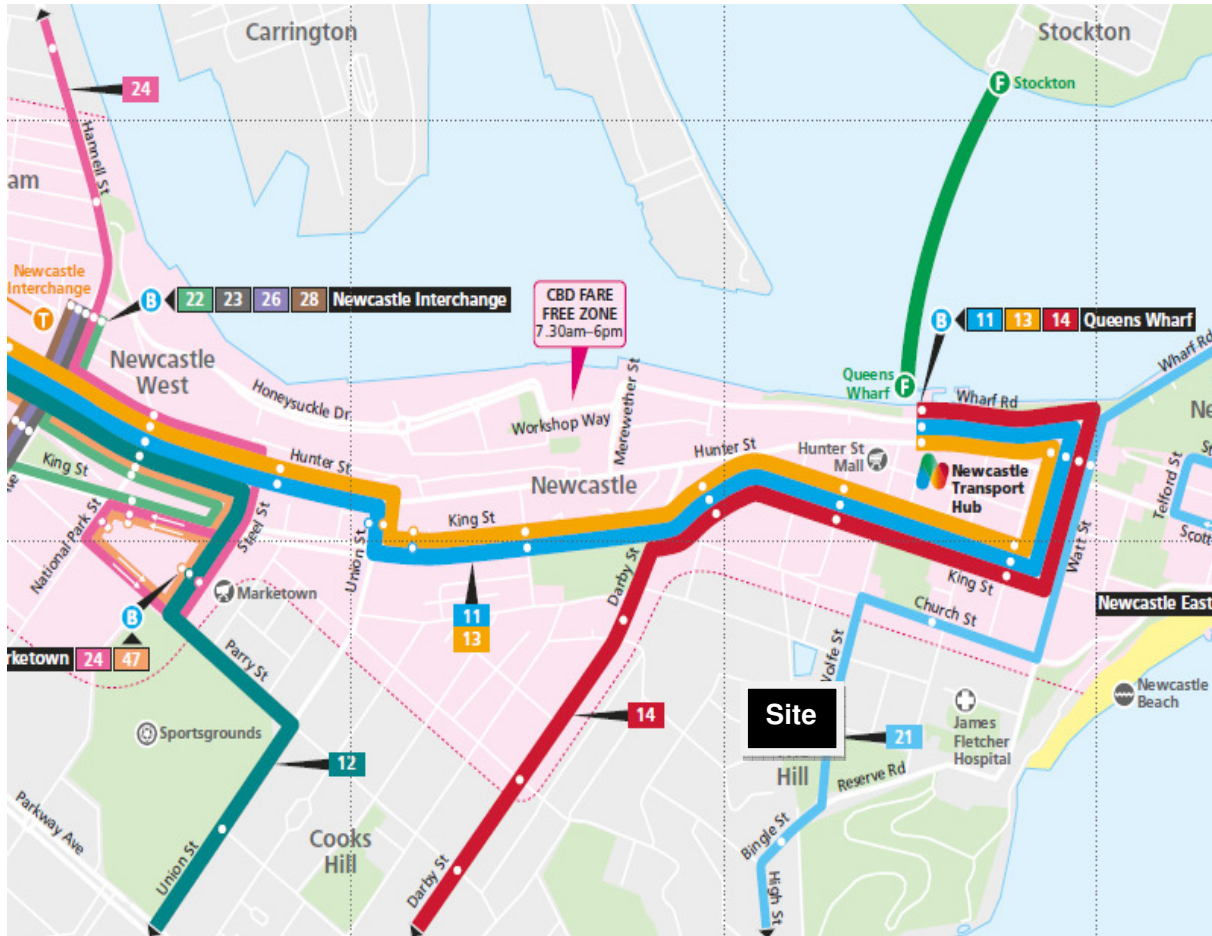 Carrington
Stockton
F Stockton
24
Hannell St
am
Newcastle
Interchange
T
B 22 23 26 28 Newcastle Interchange
CBD FARE
FREE ZONE
7.30am–6pm
B 11 13 14 Queens Wharf
Queens
Wharf F
Wharf Rd
Wharf Rd
Newcastle
West
Honeysuckle Dr
Workshop Way
Merewether St
Hunter St
Hunter St
Hunter St
Mall
Newcastle
Newcastle
Transport
Hub
Ne
St
Telford St
Scott
Watt St
King St
King St
King St
National Park St
Steel St
Union St
Darby St
Marketown
B
rketown 24 47
11
13
Church St
Newcastle East
Parry St
Wolfe St
Newcastle
Beach
Sportsgrounds
14
Site
21
James
Fletcher
Hospital
12
Hill
Reserve Rd
Parkway Ave
Cooks
Hill
Bingle St
Union St
Darby St
High St